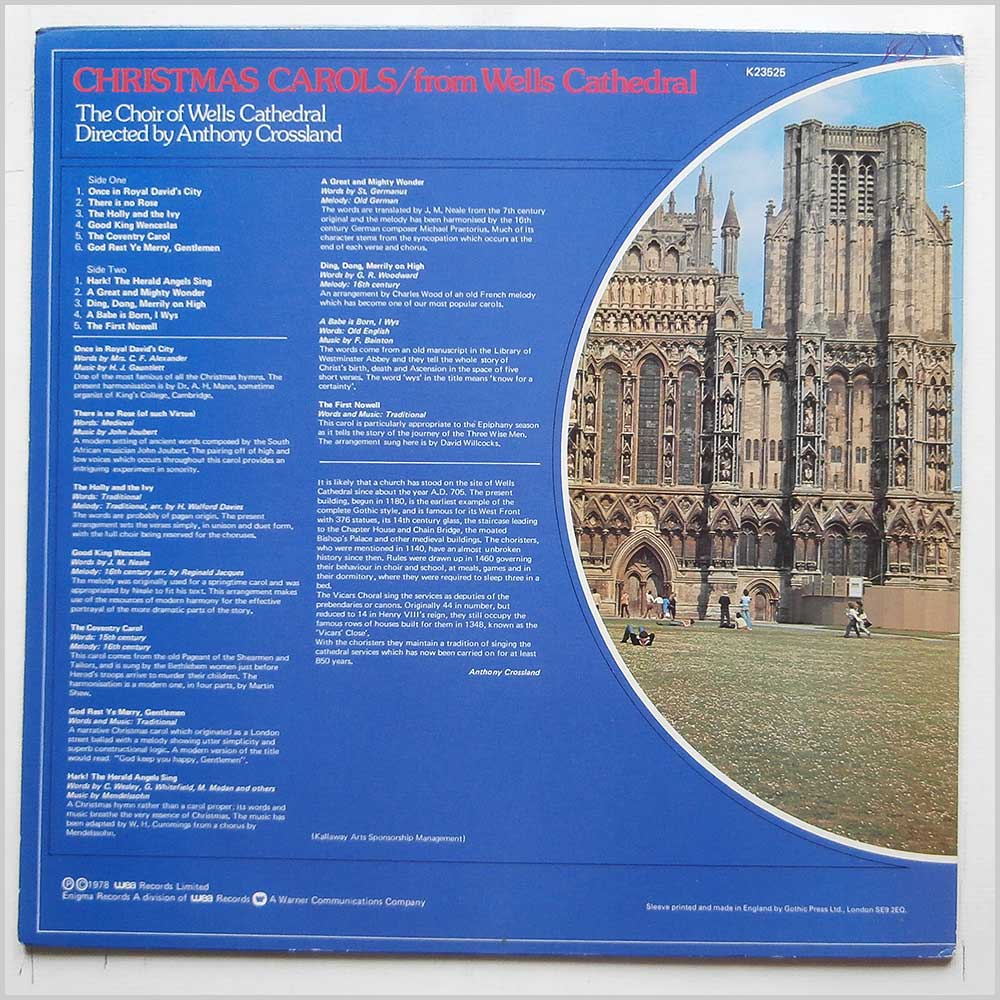 CHRISTMAS CAROLS/from Wells Cathedral
K23525
The Choir of Wells Cathedral
Directed by Anthony Crossland
Side One
1. Once in Royal David's City
2. There is no Rose
3. The Holly and the Ivy
4. Good King Wenceslas
5. The Coventry Carol
6. God Rest Ye Merry, Gentlemen
Side Two
1. Hark! The Herald Angels Sing
2. A Great and Mighty Wonder
3. Ding, Dong, Merrily on High
4. A Babe is Born, I Wys
5. The First Nowell
Once in Royal David's City
Words by Mrs. C. F. Alexander
Music by H. J. Gauntlett
One of the most famous of all the Christmas hymns. The
present harmonisation is by Dr. A. H. Mann, sometime
organist of King's College, Cambridge.
There is no Rose (of such Virtue)
Words: Medieval
Music by John Joubert
A modern setting of ancient words composed by the South
African musician John Joubert. The pairing off of high and
low voices which occurs throughout this carol provides an
intriguing experiment in sonority.
The Holly and the Ivy
Words: Traditional
Melody: Traditional, arr. by H. Walford Davies
The words are probably of pagan origin. The present
arrangement sets the verses simply, in unison and duet form,
with the full choir being reserved for the choruses.
Good King Wenceslas
Words by J. M. Neale
Melody: 16th century arr. by Reginald Jacques
The melody was originally used for a springtime carol and was
appropriated by Neale to fit his text. This arrangement makes
use of the resources of modern harmony for the effective
portrayal of the more dramatic parts of the story.
The Coventry Carol
Words: 15th century
Melody: 16th century
This carol comes from the old Pageant of the Shearmen and
Tailors, and is sung by the Bethlehem women just before
Herod's troops arrive to murder their children. The
harmonisation is a modern one, in four parts, by Martin
Shaw.
God Rest Ye Merry, Gentlemen
Words and Music: Traditional
A narrative Christmas carol which originated as a London
street ballad with a melody showing utter simplicity and
superb constructional logic. A modern version of the title
would read "God keep you happy, Gentlemen".
Hark! The Herald Angels Sing
Words by C. Wesley, G. Whitefield, M. Madan and others
Music by Mendelssohn
A Christmas hymn rather than a carol proper: its words and
music breathe the very essence of Christmas. The music has
been adapted by W. H. Cummings from a chorus by
Mendelssohn.
A Great and Mighty Wonder
Words by St. Germanus
Melody: Old German
The words are translated by J. M. Neale from the 7th century
original and the melody has been harmonised by the 16th
century German composer Michael Praetorius. Much of its
character stems from the syncopation which occurs at the
end of each verse and chorus.
Ding, Dong, Merrily on High
Words by G. R. Woodward
Melody: 16th century
An arrangement by Charles Wood of an old French melody
which has become one of our most popular carols.
A Babe is Born, I Wys
Words: Old English
Music by F. Bainton
The words come from an old manuscript in the Library of
Westminster Abbey and they tell the whole story of
Christ's birth, death and Ascension in the space of five
short verses. The word 'wys' in the title means 'know for a
certainty'.
The First Nowell
Words and Music: Traditional
This carol is particularly appropriate to the Epiphany season
as it tells the story of the journey of the Three Wise Men.
The arrangement sung here is by David Willcocks.
It is likely that a church has stood on the site of Wells
Cathedral since about the year A.D. 705. The present
building, begun in 1180, is the earliest example of the
complete Gothic style, and is famous for its West Front
with 376 statues, its 14th century glass, the staircase leading
to the Chapter House and Chain Bridge, the moated
Bishop's Palace and other medieval buildings. The choristers,
who were mentioned in 1140, have an almost unbroken
history since then. Rules were drawn up in 1460 governing
their behaviour in choir and school, at meals, games and in
their dormitory, where they were required to sleep three in a
bed.
The Vicars Choral sing the services as deputies of the
prebendaries or canons. Originally 44 in number, but
reduced to 14 in Henry VIII's reign, they still occupy the
famous rows of houses built for them in 1348, known as the
'Vicars' Close'.
With the choristers they maintain a tradition of singing the
cathedral services which has now been carried on for at least
850 years.
Anthony Crossland
(Kallaway Arts Sponsorship Management)
Ⓟ ©1978 wea Records Limited
Enigma Records A division of wea Records W A Warner Communications Company
Sleeve printed and made in England by Gothic Press Ltd., London SE9 2EQ.